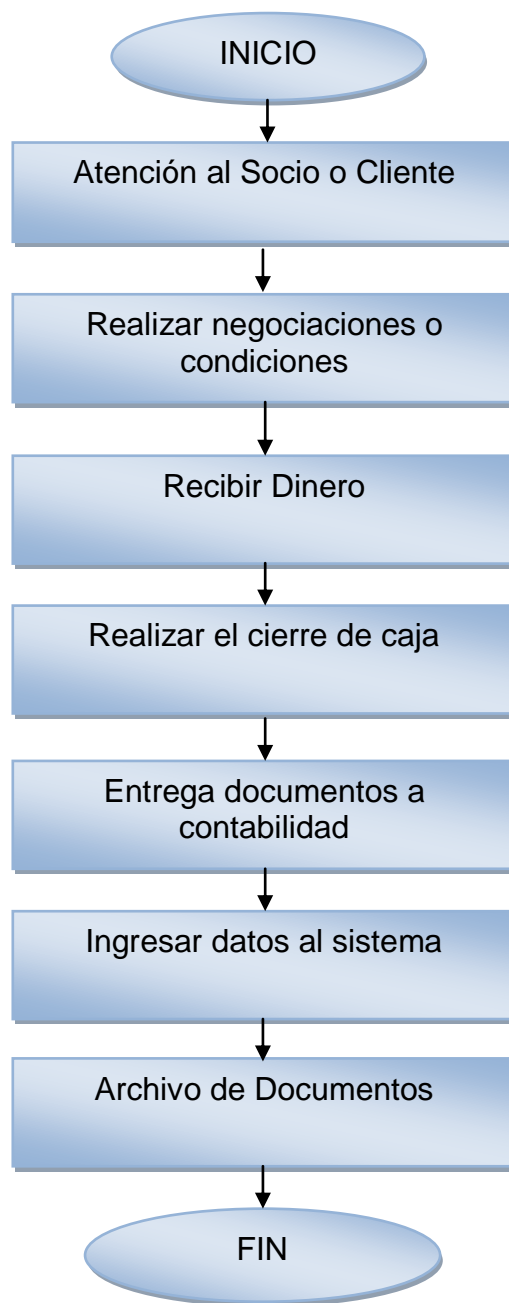 INICIO
Atención al Socio o Cliente
Realizar negociaciones o
condiciones
Recibir Dinero
Realizar el cierre de caja
Entrega documentos a
contabilidad
Ingresar datos al sistema
Archivo de Documentos
FIN